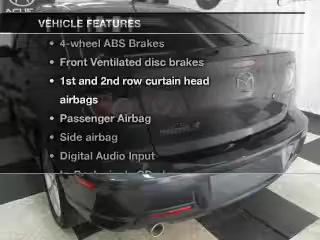 VEHICLE FEATURES
• 4-wheel ABS Brakes
• Front Ventilated disc brakes
• 1st and 2nd row curtain head
airbags
• Passenger Airbag
• Side airbag
• Digital Audio Input